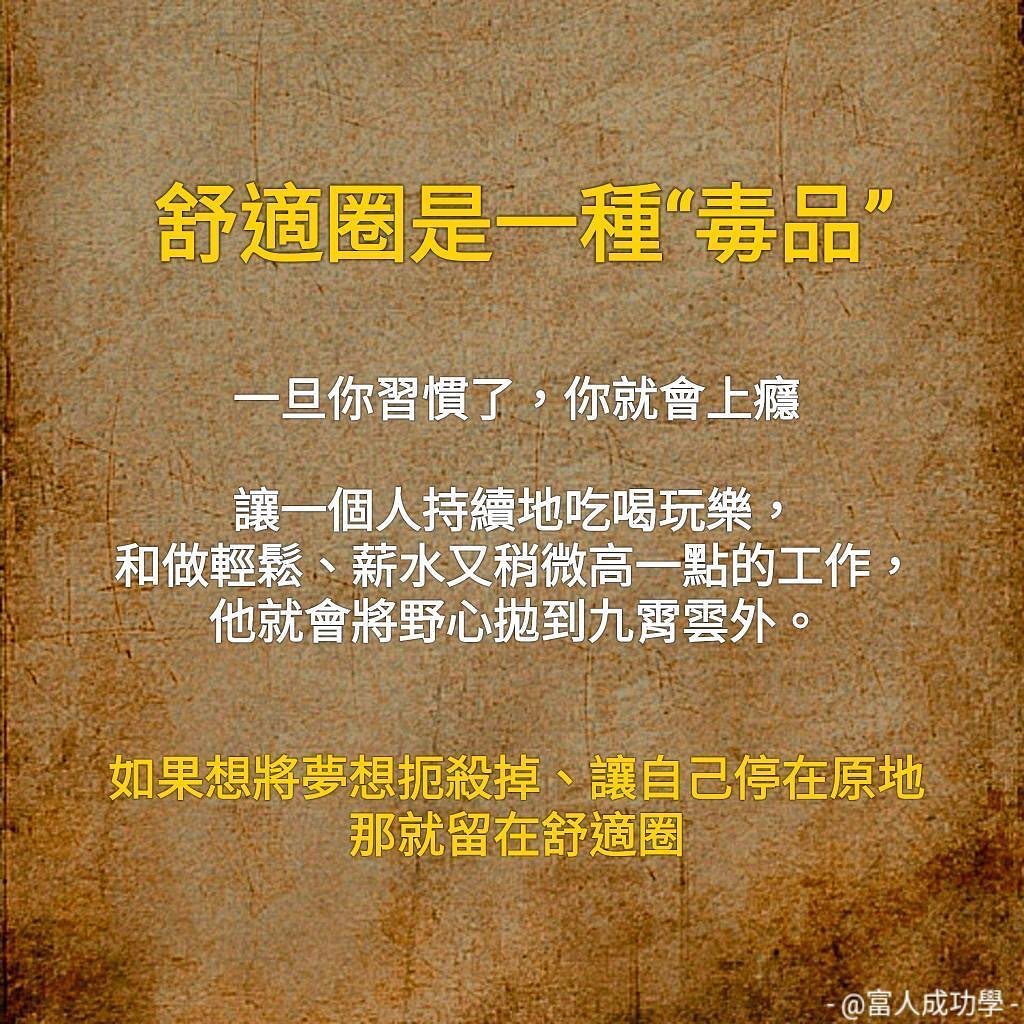 舒適圈是一種“毒品”
一旦你習慣了，你就會上癮
讓一個人持續地吃喝玩樂，
和做輕鬆、薪水又稍微高一點的工作，
他就會將野心拋到九霄雲外。
如果想將夢想扼殺掉、讓自己停在原地
那就留在舒適圈
- @富人成功學 -